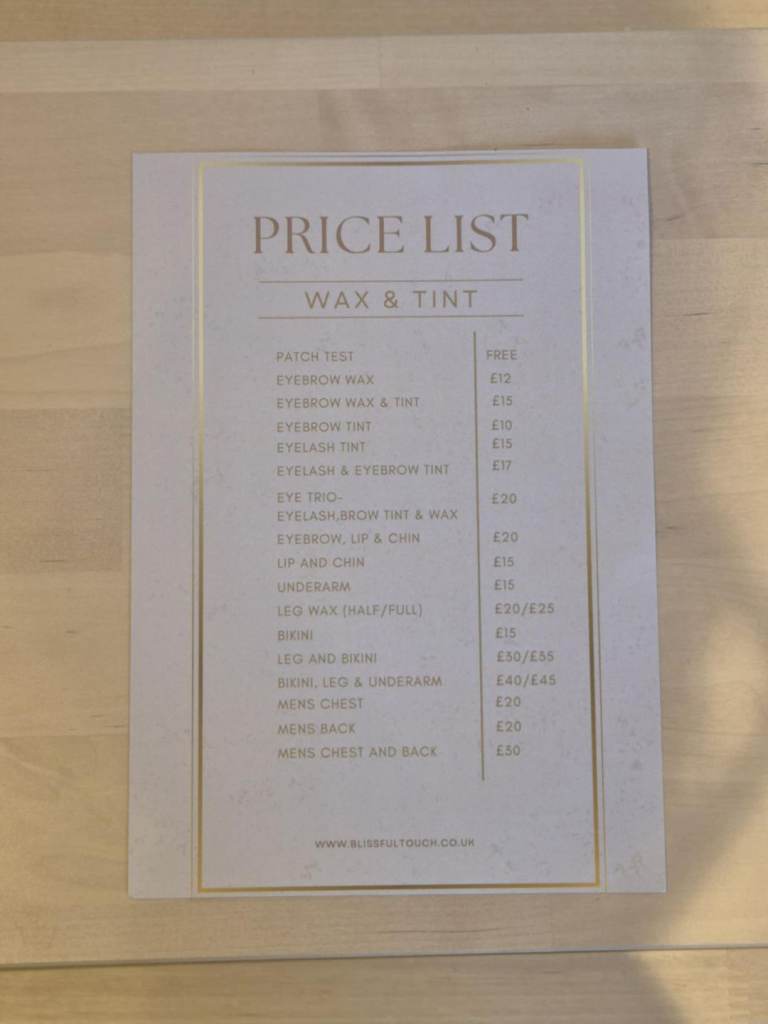 PRICE LIST
WAX & TINT
PATCH TEST FREE
EYEBROW WAX £12
EYEBROW WAX & TINT £15
EYEBROW TINT £10
EYELASH TINT £15
EYELASH & EYEBROW TINT £17
EYE TRIO- £20
EYELASH,BROW TINT & WAX
EYEBROW, LIP & CHIN £20
LIP AND CHIN £15
UNDERARM £15
LEG WAX (HALF/FULL) £20/£25
BIKINI £15
LEG AND BIKINI £30/£35
BIKINI, LEG & UNDERARM £40/£45
MENS CHEST £20
MENS BACK £20
MENS CHEST AND BACK £30
WWW.BLISSFULTOUCH.CO.UK